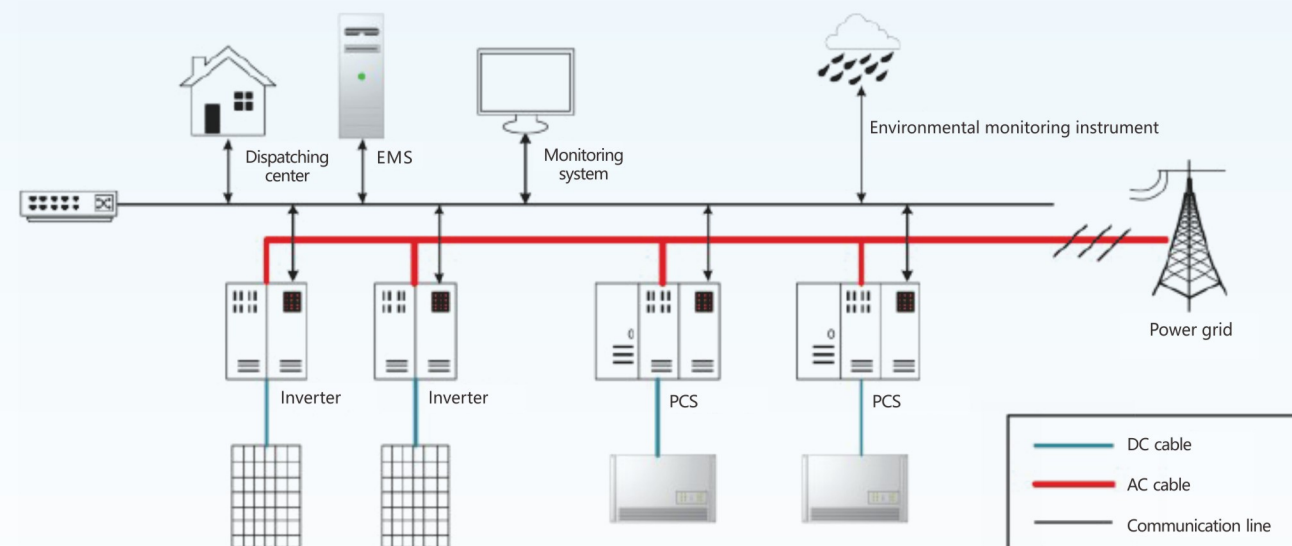 Dispatching
center
EMS
Monitoring
system
Environmental monitoring instrument
Power grid
Inverter
Inverter
PCS
PCS
DC cable
AC cable
Communication line